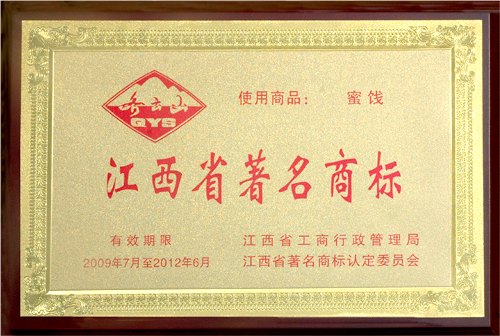 齐云山
QYS
使用商品： 蜜饯
江西省著名商标
有效期限
2009年7月至2012年6月
江西省工商行政管理局
江西省著名商标认定委员会